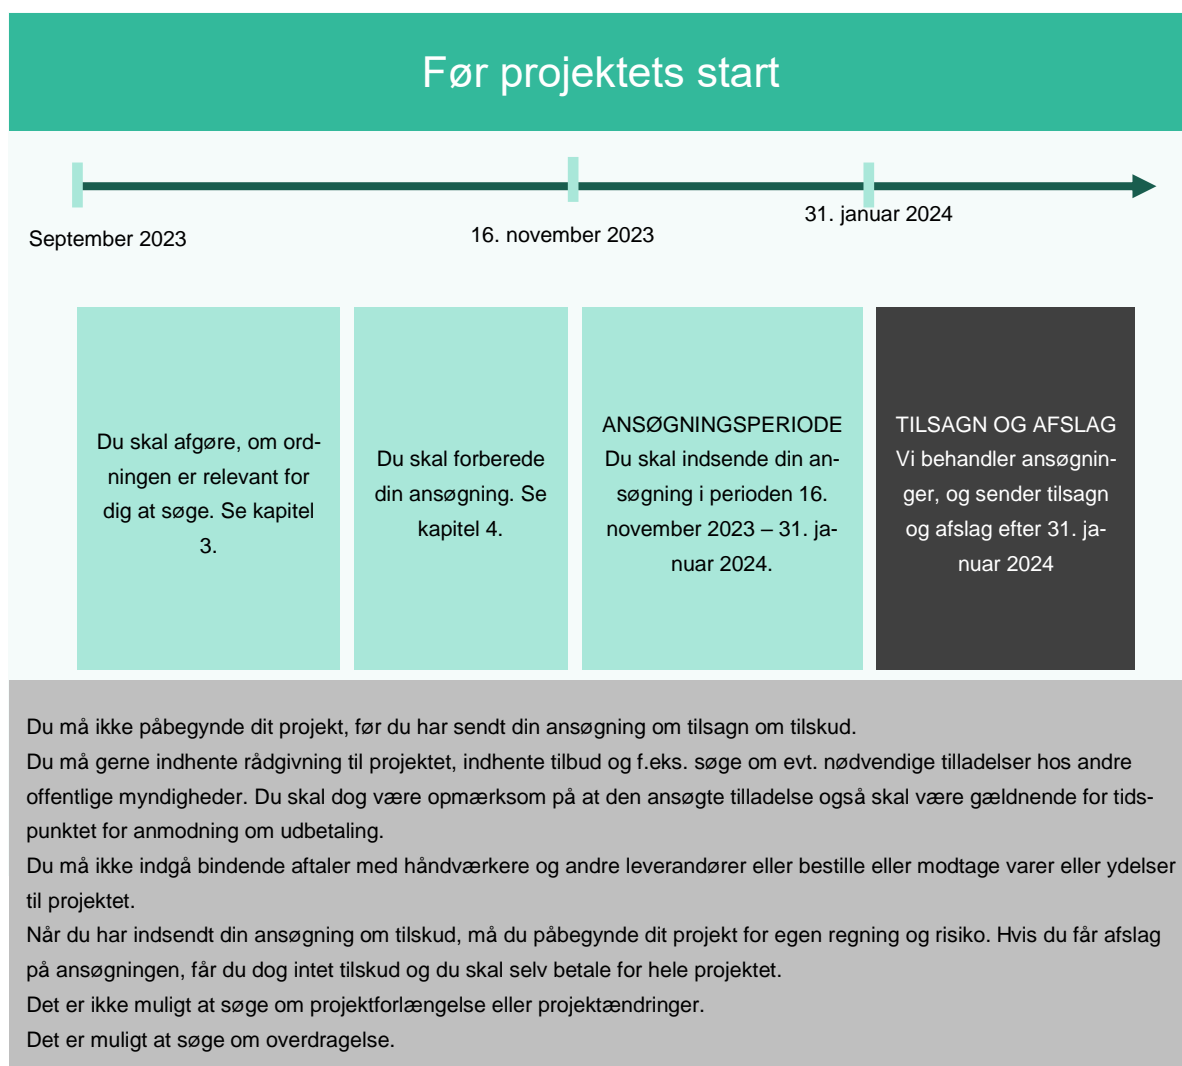 Før projektets start
September 2023
16. november 2023
31. januar 2024
Du skal afgøre, om ord-
ningen er relevant for
dig at søge. Se kapitel
3.
Du skal forberede
din ansøgning. Se
kapitel 4.
ANSØGNINGSPERIODE
Du skal indsende din an-
søgning i perioden 16.
november 2023 – 31. ja-
nuar 2024.
TILSAGN OG AFSLAG
Vi behandler ansøgnin-
ger, og sender tilsagn
og afslag efter 31. ja-
nuar 2024
Du må ikke påbegynde dit projekt, før du har sendt din ansøgning om tilsagn om tilskud.
Du må gerne indhente rådgivning til projektet, indhente tilbud og f.eks. søge om evt. nødvendige tilladelser hos andre
offentlige myndigheder. Du skal dog være opmærksom på at den ansøgte tilladelse også skal være gældnende for tids-
punktet for anmodning om udbetaling.
Du må ikke indgå bindende aftaler med håndværkere og andre leverandører eller bestille eller modtage varer eller ydelser
til projektet.
Når du har indsendt din ansøgning om tilskud, må du påbegynde dit projekt for egen regning og risiko. Hvis du får afslag
på ansøgningen, får du dog intet tilskud og du skal selv betale for hele projektet.
Det er ikke muligt at søge om projektforlængelse eller projektændringer.
Det er muligt at søge om overdragelse.